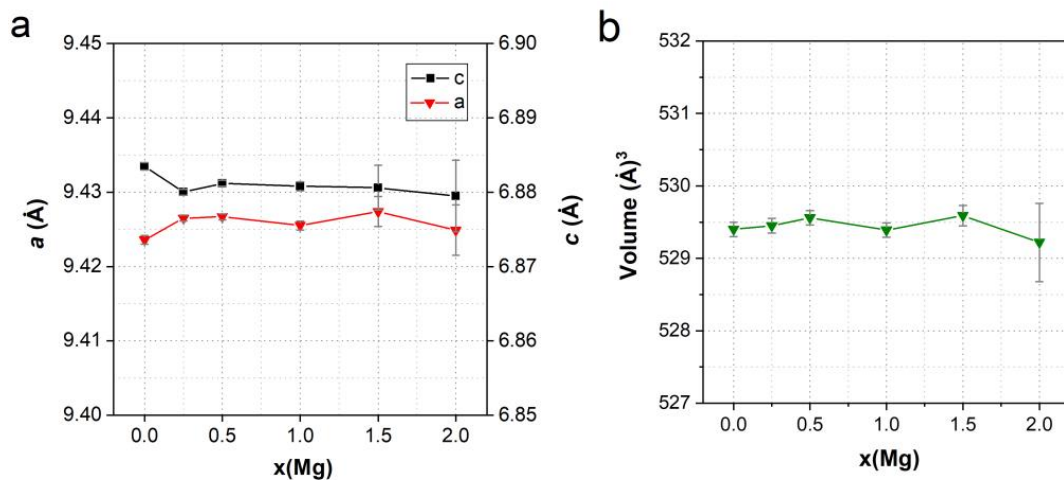 a
9.45
9.44
9.43
9.42
9.41
9.40
a (Å)
6.90
6.89
6.88
6.87
6.86
6.85
c (Å)
c
a
0.0 0.5 1.0 1.5 2.0
x(Mg)
b
532
531
530
529
528
527
Volume (Å)³
0.0 0.5 1.0 1.5 2.0
x(Mg)